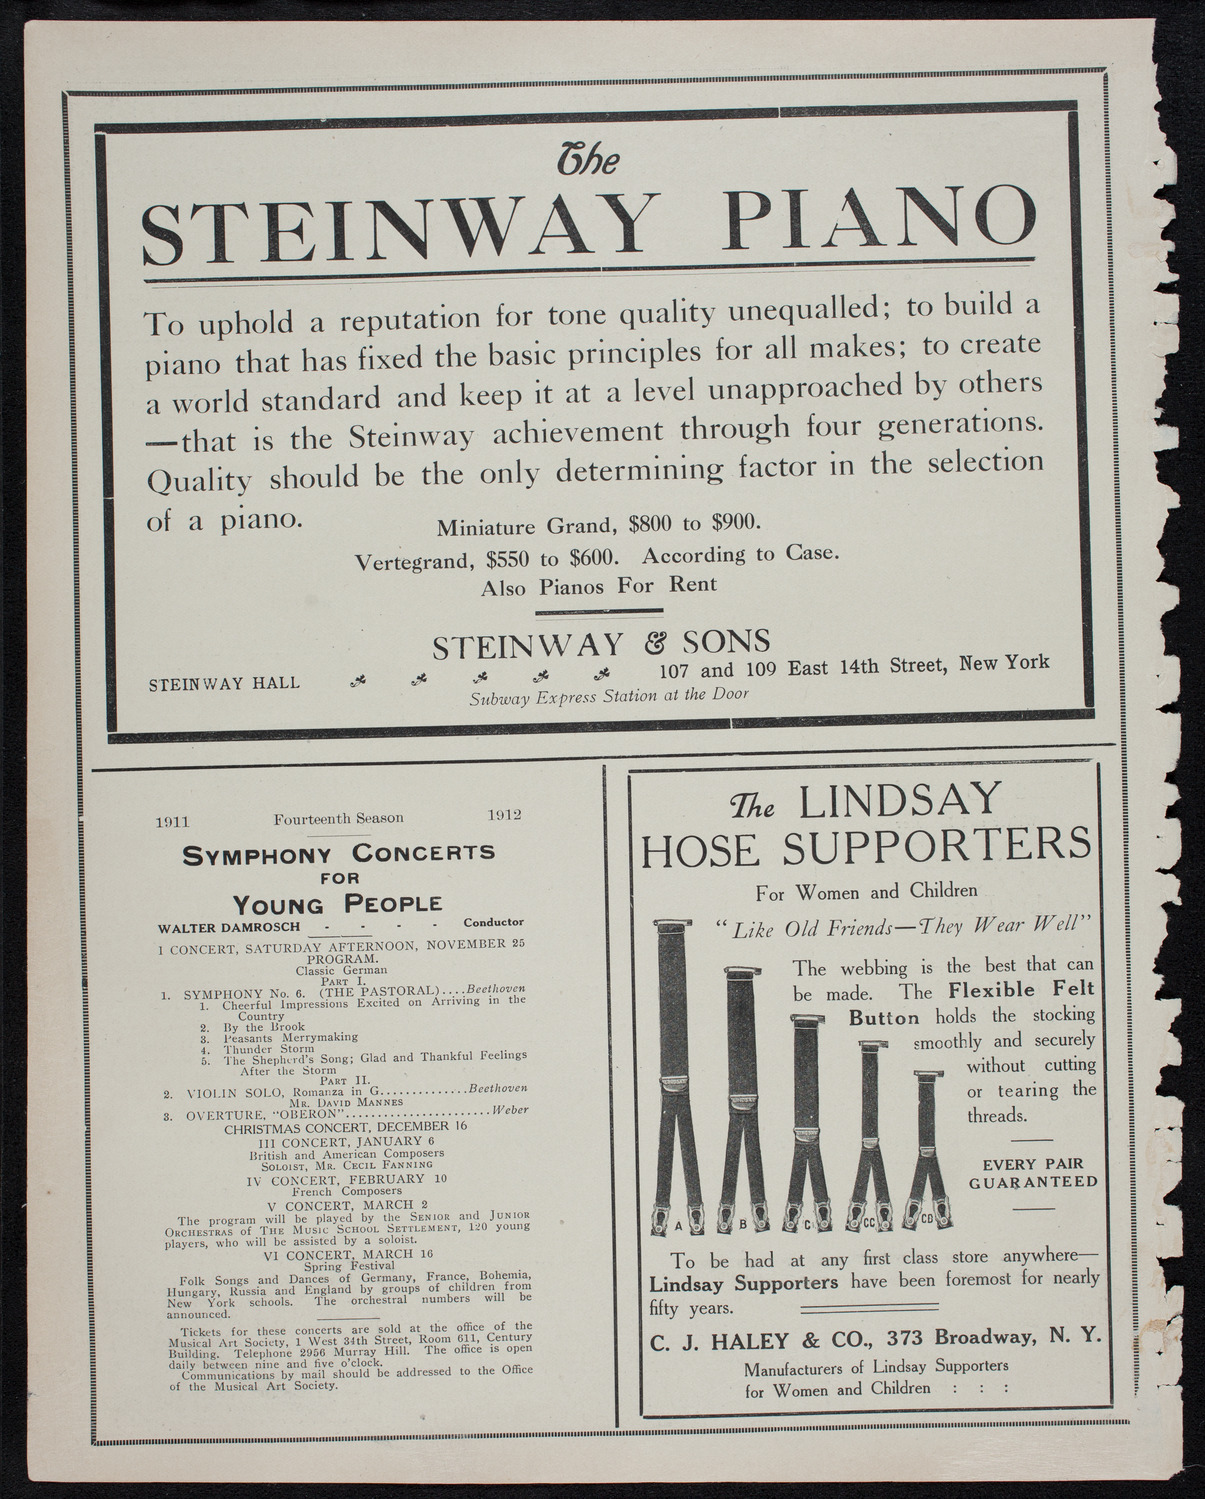 The
STEINWAY PIANO
To uphold a reputation for tone quality unequalled; to build a
piano that has fixed the basic principles for all makes; to create
a world standard and keep it at a level unapproached by others
—that is the Steinway achievement through four generations.
Quality should be the only determining factor in the selection
of a piano.
Miniature Grand, $800 to $900.
Vertegrand, $550 to $600. According to Case.
Also Pianos For Rent
STEINWAY & SONS
STEINWAY HALL 107 and 109 East 14th Street, New York
Subway Express Station at the Door
1911 Fourteenth Season 1912
SYMPHONY CONCERTS
FOR
YOUNG PEOPLE
WALTER DAMROSCH - - - - Conductor
I CONCERT, SATURDAY AFTERNOON, NOVEMBER 25
PROGRAM.
Classic German
PART I.
1. SYMPHONY No. 6. (THE PASTORAL)....Beethoven
1. Cheerful Impressions Excited on Arriving in the
Country
2. By the Brook
3. Peasants Merrymaking
4. Thunder Storm
5. The Shepherd's Song; Glad and Thankful Feelings
After the Storm
PART II.
2. VIOLIN SOLO, Romanza in G..............Beethoven
MR. DAVID MANNES
3. OVERTURE, "OBERON".......................Weber
CHRISTMAS CONCERT, DECEMBER 16
III CONCERT, JANUARY 6
British and American Composers
SOLOIST, MR. CECIL FANNING
IV CONCERT, FEBRUARY 10
French Composers
V CONCERT, MARCH 2
The program will be played by the SENIOR and JUNIOR
ORCHESTRAS of THE MUSIC SCHOOL SETTLEMENT, 120 young
players, who will be assisted by a soloist.
VI CONCERT, MARCH 16
Spring Festival
Folk Songs and Dances of Germany, France, Bohemia,
Hungary, Russia and England by groups of children from
New York schools. The orchestral numbers will be
announced.
Tickets for these concerts are sold at the office of the
Musical Art Society, 1 West 34th Street, Room 611, Century
Building. Telephone 2956 Murray Hill. The office is open
daily between nine and five o'clock.
Communications by mail should be addressed to the Office
of the Musical Art Society.
The LINDSAY
HOSE SUPPORTERS
For Women and Children
"Like Old Friends—They Wear Well"
The webbing is the best that can
be made. The Flexible Felt
Button holds the stocking
smoothly and securely
without cutting
or tearing the
threads.
EVERY PAIR
GUARANTEED
A B C CC CD
To be had at any first class store anywhere—
Lindsay Supporters have been foremost for nearly
fifty years.
C. J. HALEY & CO., 373 Broadway, N. Y.
Manufacturers of Lindsay Supporters
for Women and Children : : :